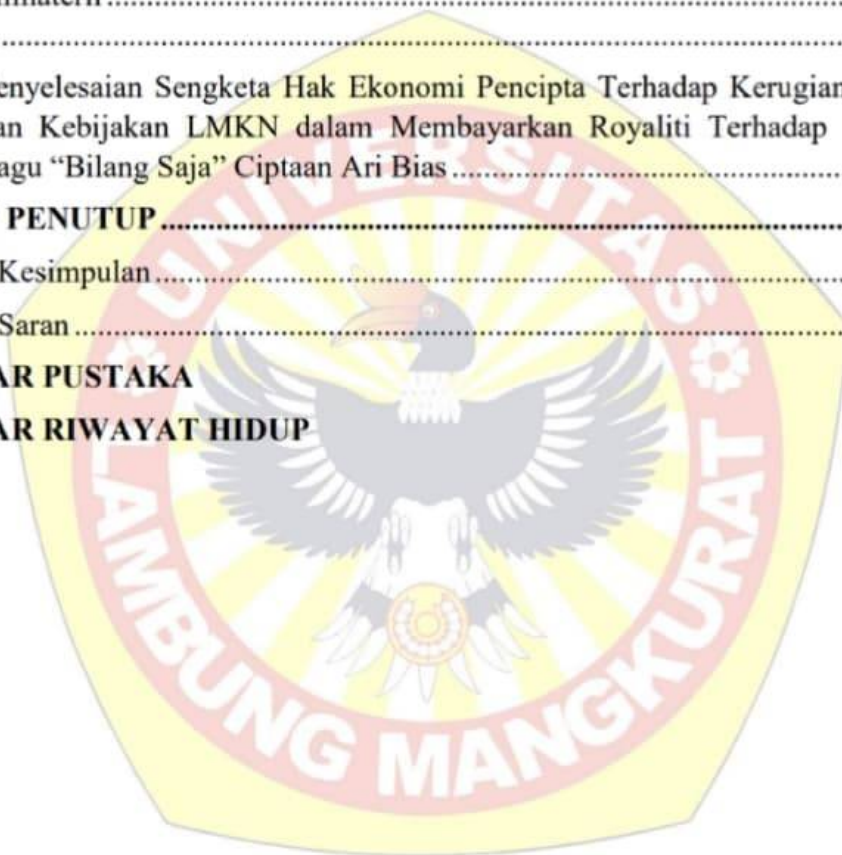 ....................................................................................................
....................................................................................................
enyelesaian Sengketa Hak Ekonomi Pencipta Terhadap Kerugian
an Kebijakan LMKN dalam Membayarkan Royaliti Terhadap
agu “Bilang Saja” Ciptaan Ari Bias ..................................................
PENUTUP ....................................................................................
Kesimpulan ....................................................................................
Saran ............................................................................................
AR PUSTAKA
AR RIWAYAT HIDUP
UNIVERSITAS
LAMBUNG MANGKURAT